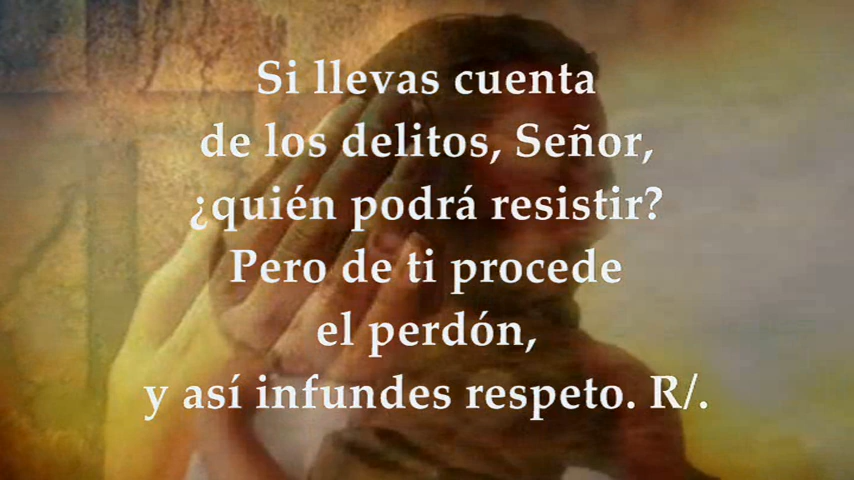 Si llevas cuenta
de los delitos, Señor,
¿quién podrá resistir?
Pero de ti procede
el perdón,
y así infundes respeto. R/.